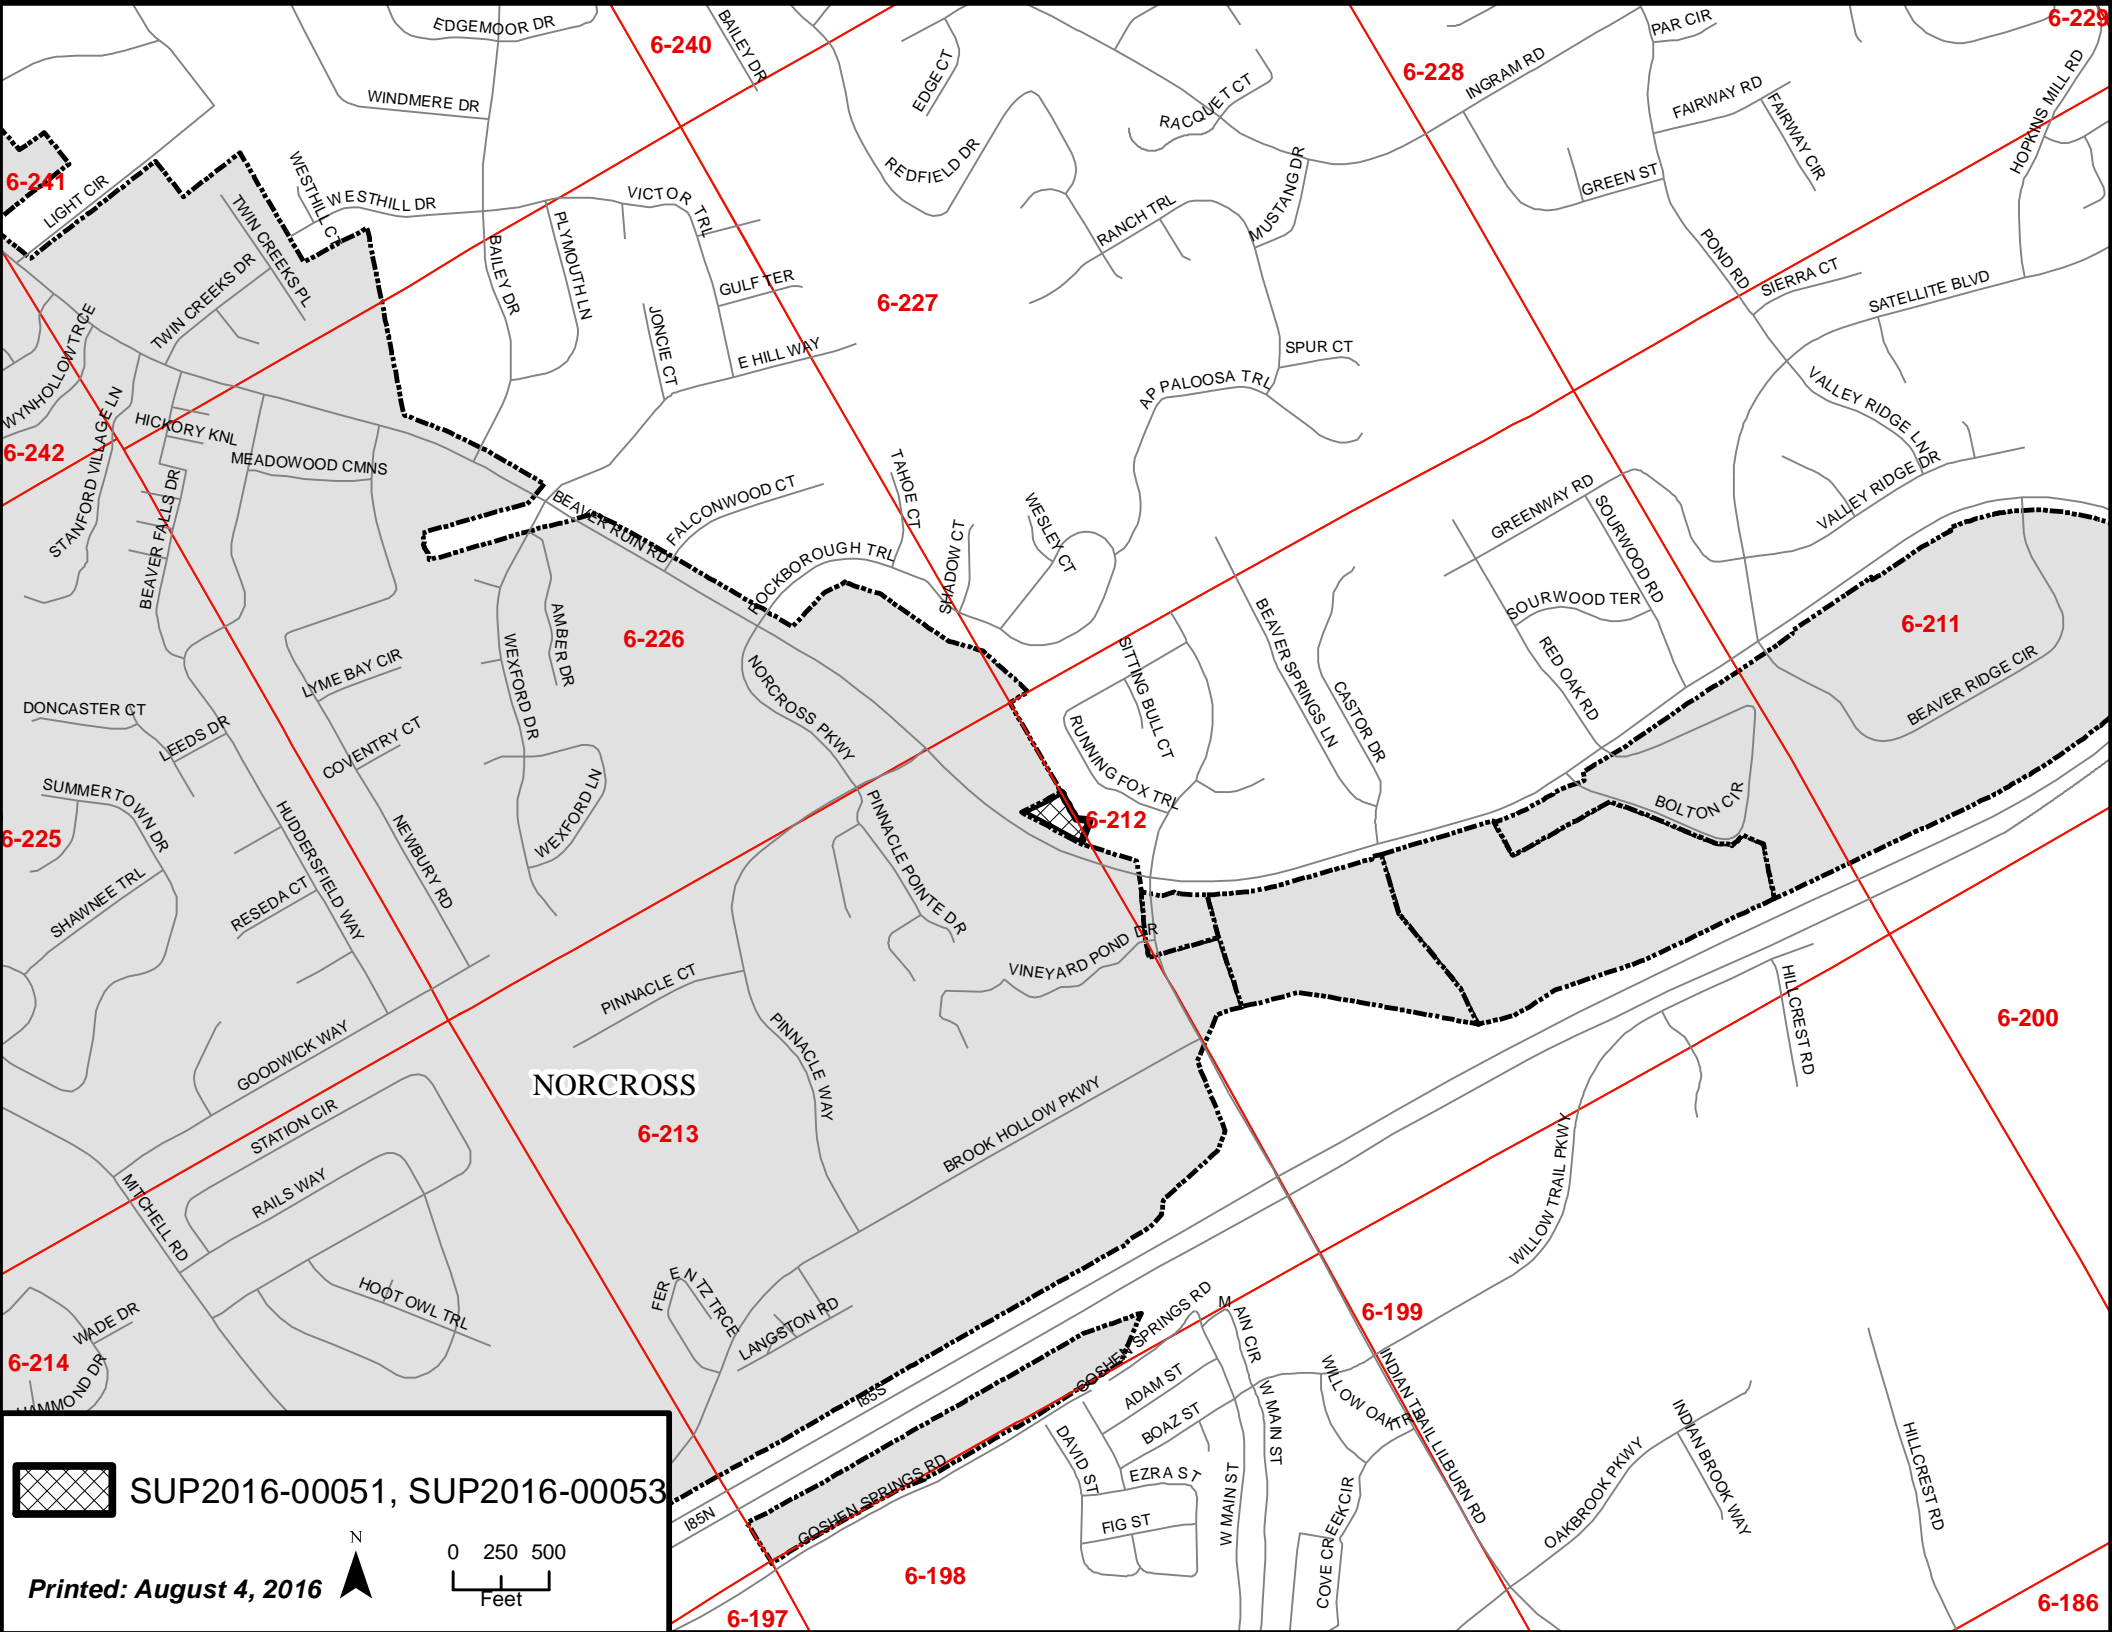 EDGEMOOR DR
6-240
BAILEY DR
PAR CIR
6-229
EDGE CT
6-228
INGRAM RD
WINDMERE DR
RACQUET CT
FAIRWAY RD
FAIRWAY CIR
HOPKINS MILL RD
6-241
LIGHT CIR
WESTHILL CT
WESTHILL DR
VICTOR TRL
REDFIELD DR
MUSTANG DR
GREEN ST
TWIN CREEKS PL
TWIN CREEKS DR
BAILEY DR
PLYMOUTH LN
RANCH TRL
POND RD
SIERRA CT
SATELLITE BLVD
GULF TER
6-227
JONCIE CT
E HILL WAY
SPUR CT
AP PALOOSA TRL
VALLEY RIDGE LN
WYNHOLLOW TRCE
STANFORD VILLAGE LN
HICKORY KNL
6-242
MEADOWOOD CMNS
BEAVER FALLS DR
BEAVER RUIN RD
FALCONWOOD CT
TAHOE CT
WESLEY CT
GREENWAY RD
SOURWOOD RD
VALLEY RIDGE DR
ROCKBOROUGH TRL
SHADOW CT
AMBER DR
WEXFORD DR
6-226
BEAVER SPRINGS LN
SOURWOOD TER
6-211
LYME BAY CIR
NORCROSS PKWY
SITTING BULL CT
CASTOR DR
RED OAK RD
BEAVER RIDGE CIR
DONCASTER CT
LEEDS DR
COVENTRY CT
RUNNING FOX TRL
SUMMERTOWN DR
HUDDERSFIELD WAY
NEWBURY RD
WEXFORD LN
PINNACLE POINTE DR
6-212
BOLTON CIR
6-225
SHAWNEE TRL
RESEDA CT
VINEYARD POND DR
PINNACLE CT
HILLCREST RD
6-200
GOODWICK WAY
PINNACLE WAY
NORCROSS
STATION CIR
6-213
BROOK HOLLOW PKWY
WILLOW TRAIL PKWY
MITCHELL RD
RAILS WAY
HOOT OWL TRL
FERENTZ TRCE
LANGSTON RD
GOSHEN SPRINGS RD
MAIN CIR
6-199
WADE DR
6-214
HAMMOND DR
I85S
ADAM ST
BOAZ ST
W MAIN ST
WILLOW OAK TRL
INDIAN TRAIL LILBURN RD
INDIAN BROOK WAY
HILLCREST RD
DAVID ST
EZRA ST
OAKBROOK PKWY
GOSHEN SPRINGS RD
I85N
FIG ST
W MAIN ST
COVE CREEK CIR
6-198
6-197
6-186
SUP2016-00051, SUP2016-00053
N
0 250 500
Feet
Printed: August 4, 2016